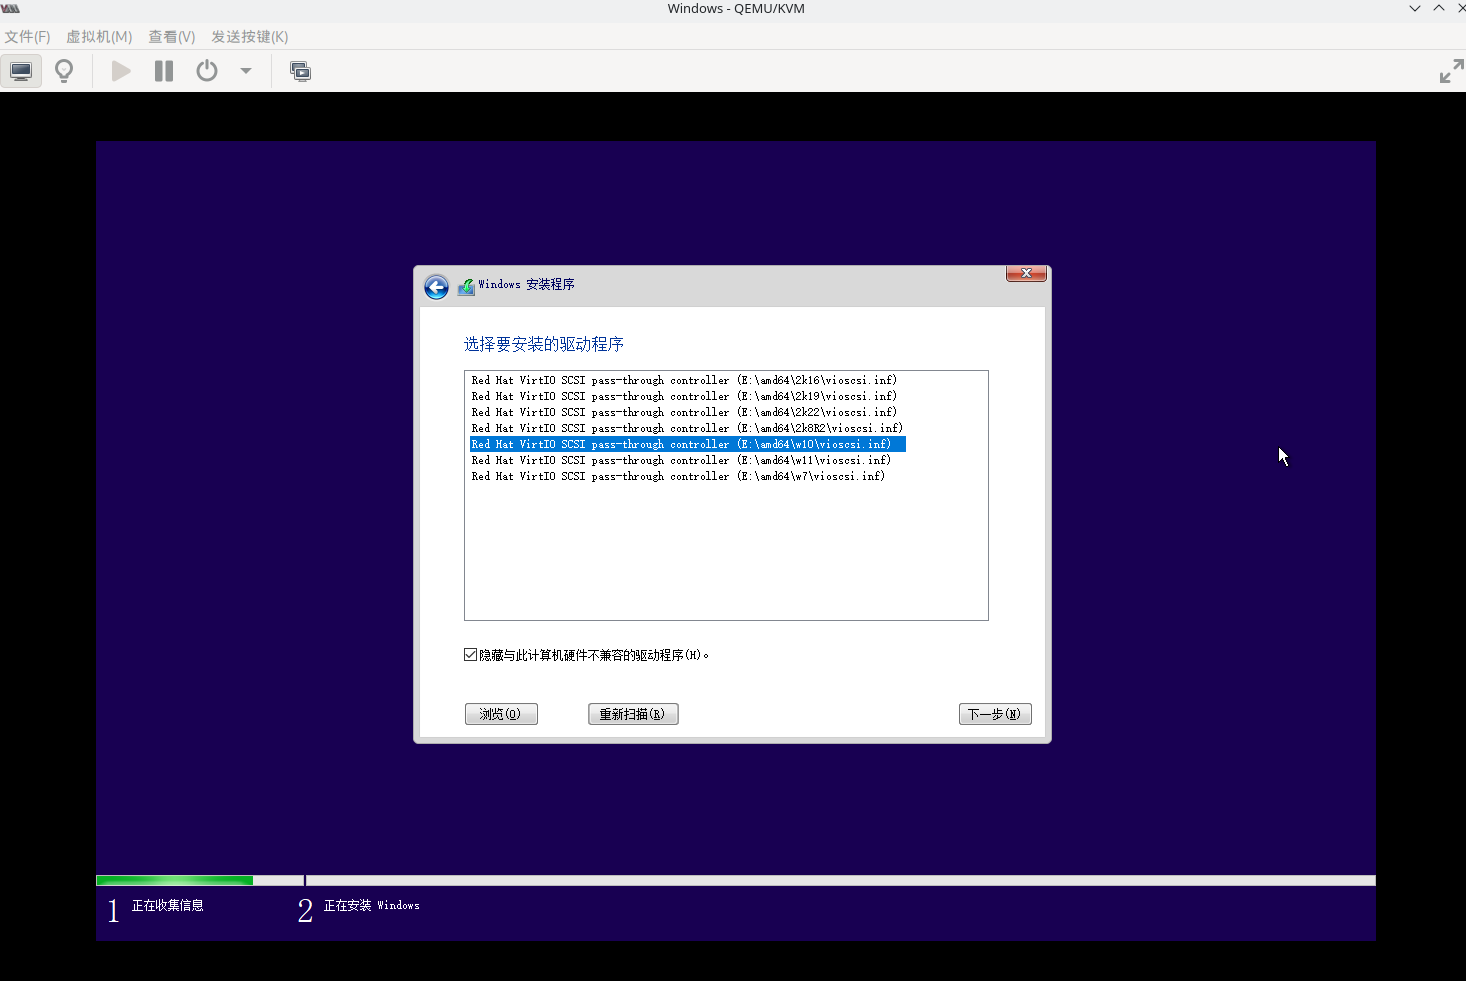 Windows - QEMU/KVM
文件(F) 虚拟机(M) 查看(V) 发送按键(K)
Windows 安装程序
选择要安装的驱动程序
Red Hat VirtIO SCSI pass-through controller (E:\amd64\2k16\vioscsi.inf)
Red Hat VirtIO SCSI pass-through controller (E:\amd64\2k19\vioscsi.inf)
Red Hat VirtIO SCSI pass-through controller (E:\amd64\2k22\vioscsi.inf)
Red Hat VirtIO SCSI pass-through controller (E:\amd64\2k8R2\vioscsi.inf)
Red Hat VirtIO SCSI pass-through controller (E:\amd64\w10\vioscsi.inf)
Red Hat VirtIO SCSI pass-through controller (E:\amd64\w11\vioscsi.inf)
Red Hat VirtIO SCSI pass-through controller (E:\amd64\w7\vioscsi.inf)
隐藏与此计算机硬件不兼容的驱动程序(H)。
浏览(O) 重新扫描(R) 下一步(N)
1 正在收集信息 2 正在安装 Windows